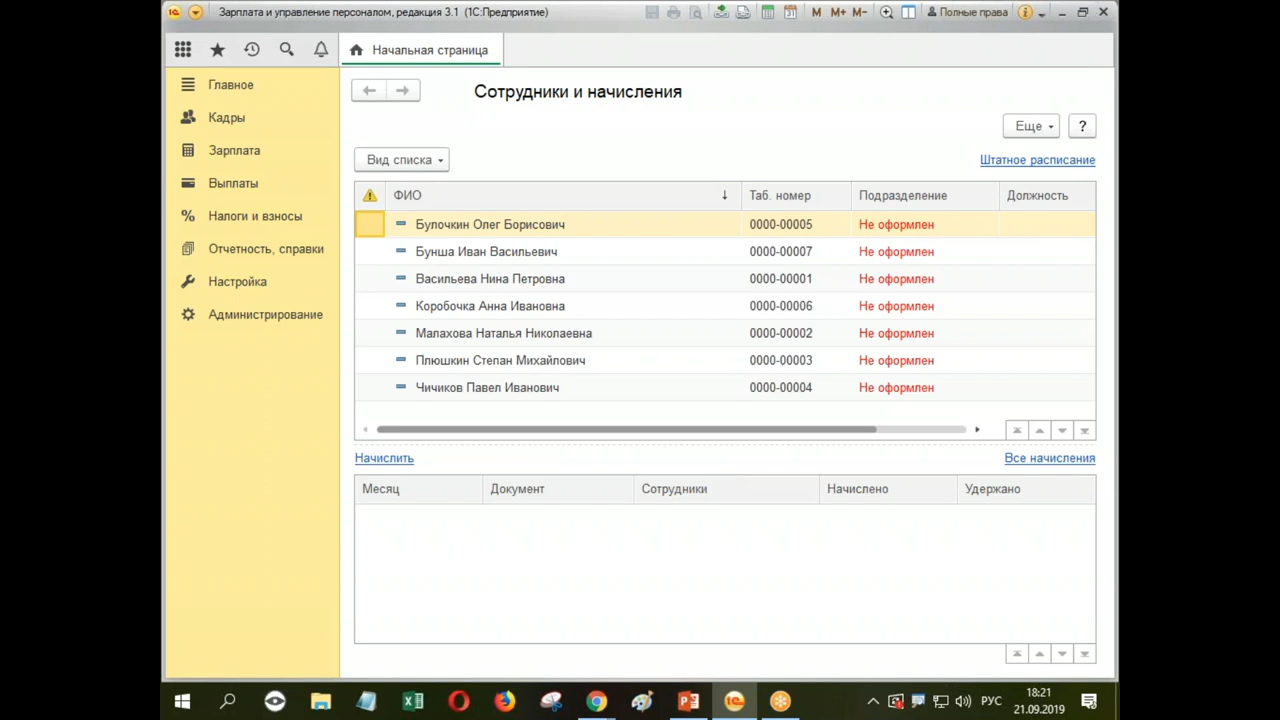 Зарплата и управление персоналом, редакция 3.1 (1С:Предприятие)
M M+ M− Полные права
Начальная страница
Главное
Кадры
Зарплата
Выплаты
% Налоги и взносы
Отчетность, справки
Настройка
Администрирование
Сотрудники и начисления
Еще ?
Вид списка Штатное расписание
ФИО ↓ Таб. номер Подразделение Должность
Булочкин Олег Борисович 0000-00005 Не оформлен
Бунша Иван Васильевич 0000-00007 Не оформлен
Васильева Нина Петровна 0000-00001 Не оформлен
Коробочка Анна Ивановна 0000-00006 Не оформлен
Малахова Наталья Николаевна 0000-00002 Не оформлен
Плюшкин Степан Михайлович 0000-00003 Не оформлен
Чичиков Павел Иванович 0000-00004 Не оформлен
Начислить Все начисления
Месяц Документ Сотрудники Начислено Удержано
РУС 18:21
21.09.2019